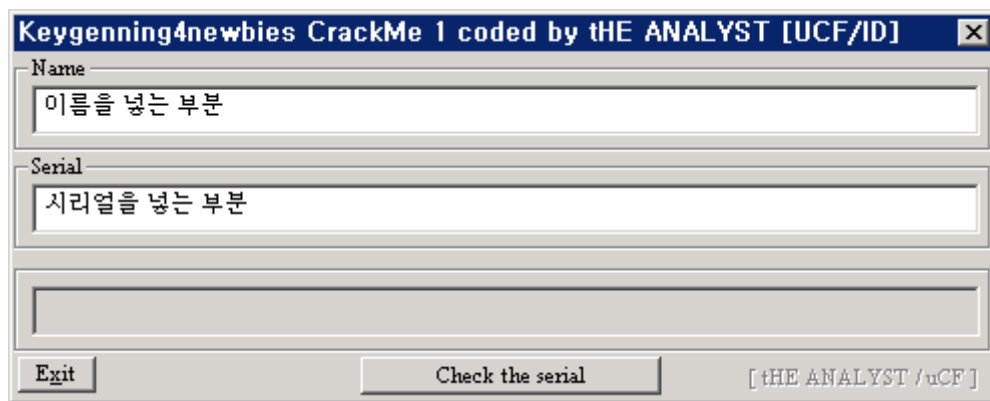 Keygenning4newbies CrackMe 1 coded by tHE ANALYST [UCF/ID]
Name
이름을 넣는 부분
Serial
시리얼을 넣는 부분
Exit
Check the serial
[ tHE ANALYST / uCF ]